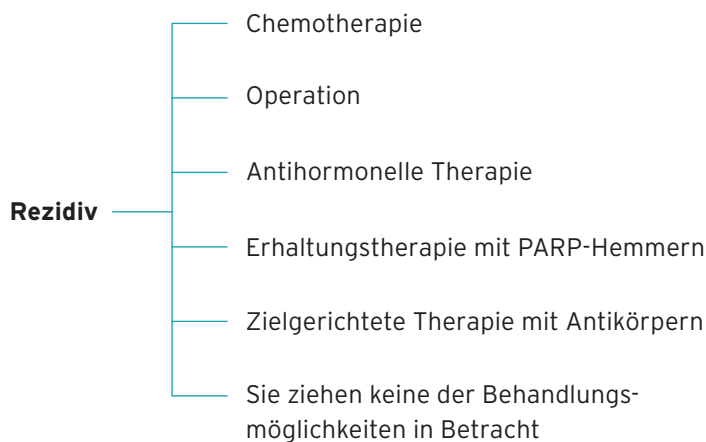 Chemotherapie
Operation
Antihormonelle Therapie
Rezidiv
Erhaltungstherapie mit PARP-Hemmern
Zielgerichtete Therapie mit Antikörpern
Sie ziehen keine der Behandlungs-
möglichkeiten in Betracht